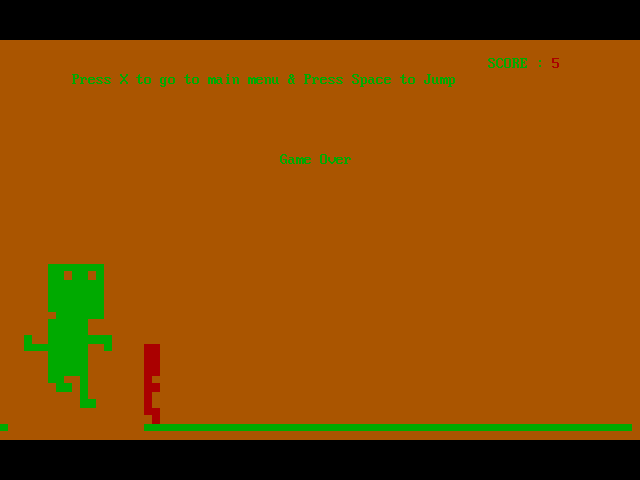 SCORE : 5
Press X to go to main menu & Press Space to Jump
Game Over